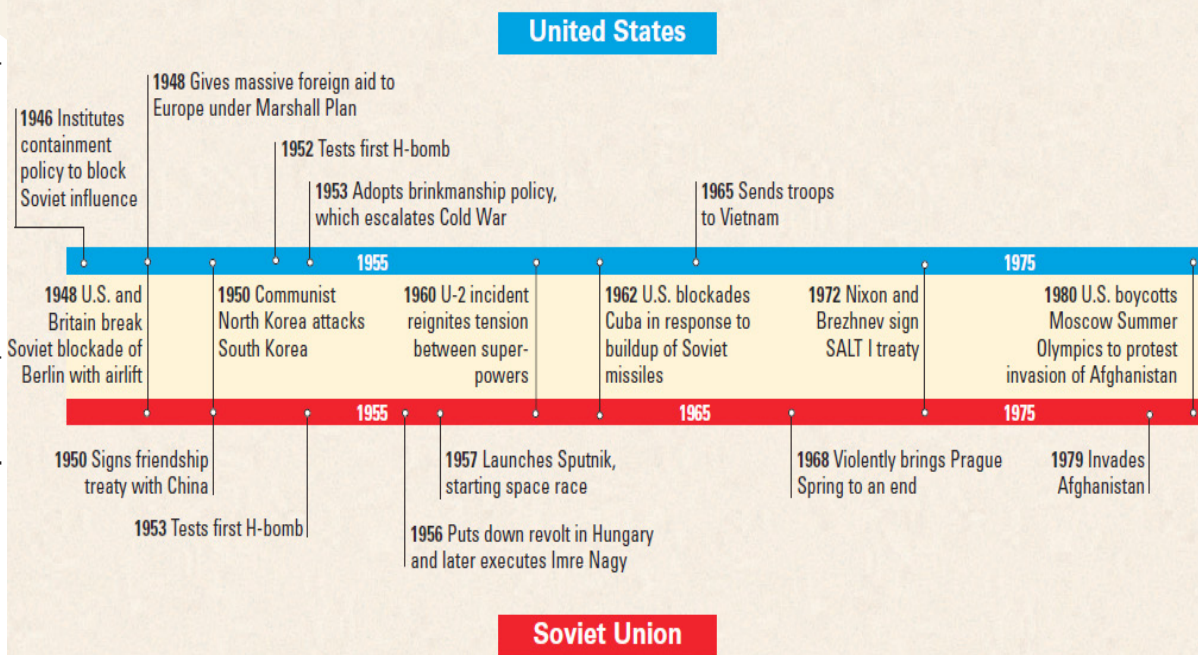 United States
1948 Gives massive foreign aid to
Europe under Marshall Plan
1946 Institutes
containment
policy to block
Soviet influence
1952 Tests first H-bomb
1953 Adopts brinkmanship policy,
which escalates Cold War
1965 Sends troops
to Vietnam
1955
1975
1948 U.S. and
Britain break
Soviet blockade of
Berlin with airlift
1950 Communist
North Korea attacks
South Korea
1960 U-2 incident
reignites tension
between super-
powers
1962 U.S. blockades
Cuba in response to
buildup of Soviet
missiles
1972 Nixon and
Brezhnev sign
SALT I treaty
1980 U.S. boycotts
Moscow Summer
Olympics to protest
invasion of Afghanistan
1955
1965
1975
1950 Signs friendship
treaty with China
1953 Tests first H-bomb
1957 Launches Sputnik,
starting space race
1956 Puts down revolt in Hungary
and later executes Imre Nagy
1968 Violently brings Prague
Spring to an end
1979 Invades
Afghanistan
Soviet Union